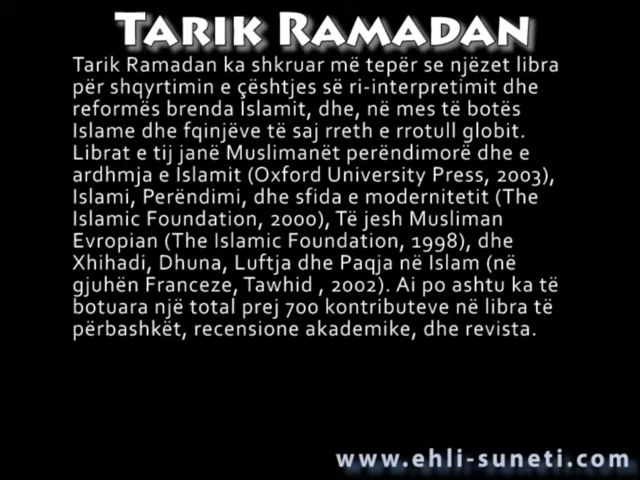 TARIK RAMADAN
Tarik Ramadan ka shkruar më tepër se njëzet libra
për shqyrtimin e çështjes së ri-interpretimit dhe
reformës brenda Islamit, dhe, në mes të botës
Islame dhe fqinjëve të saj rreth e rrotull globit.
Librat e tij janë Muslimanët perëndimorë dhe e
ardhmja e Islamit (Oxford University Press, 2003),
Islami, Perëndimi, dhe sfida e modernitetit (The
Islamic Foundation, 2000), Të jesh Musliman
Evropian (The Islamic Foundation, 1998), dhe
Xhihadi, Dhuna, Luftja dhe Paqja në Islam (në
gjuhën Franceze, Tawhid , 2002). Ai po ashtu ka të
botuara një total prej 700 kontributeve në libra të
përbashkët, recensione akademike, dhe revista.
www.ehli-suneti.com